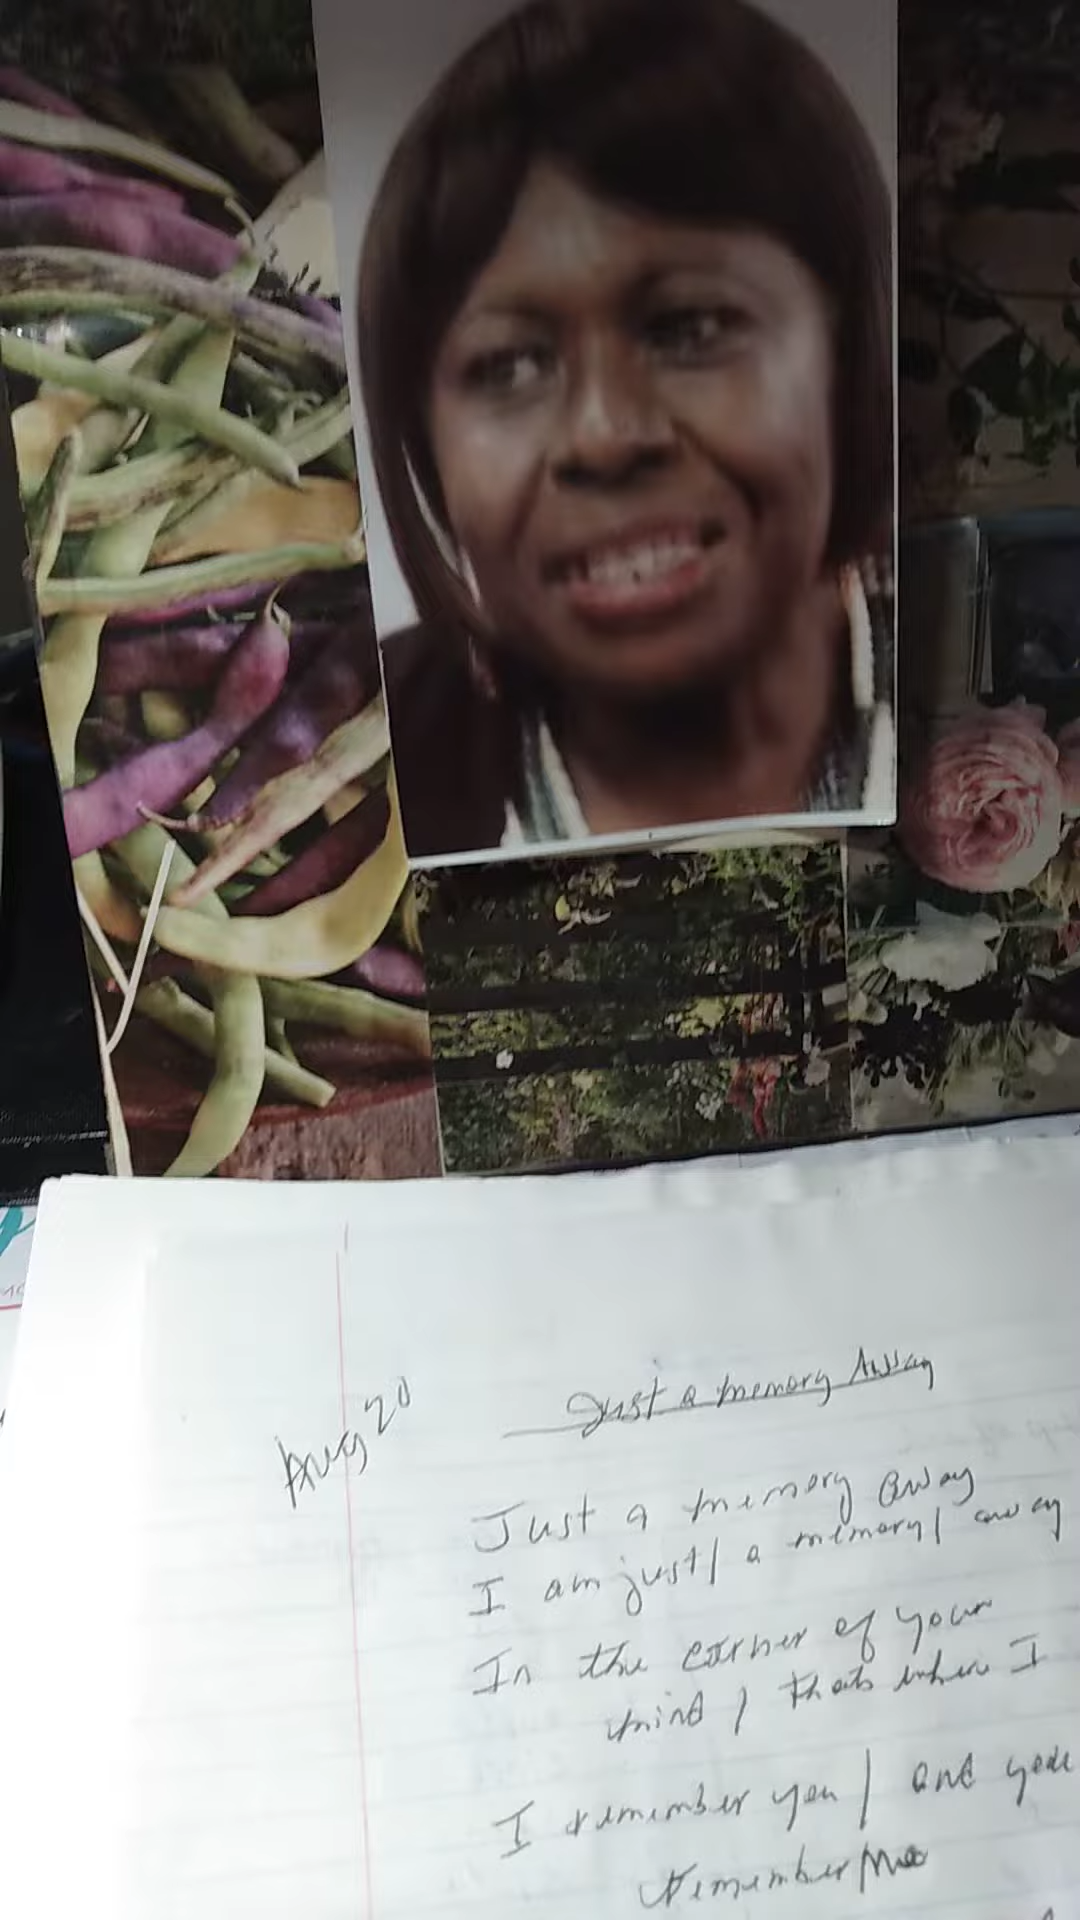 Just a memory Away
Aug 20
Just a memory away
I am just / a memory / away
In the corner of your
mind / thats where I
I remember you / and you
Remember Me